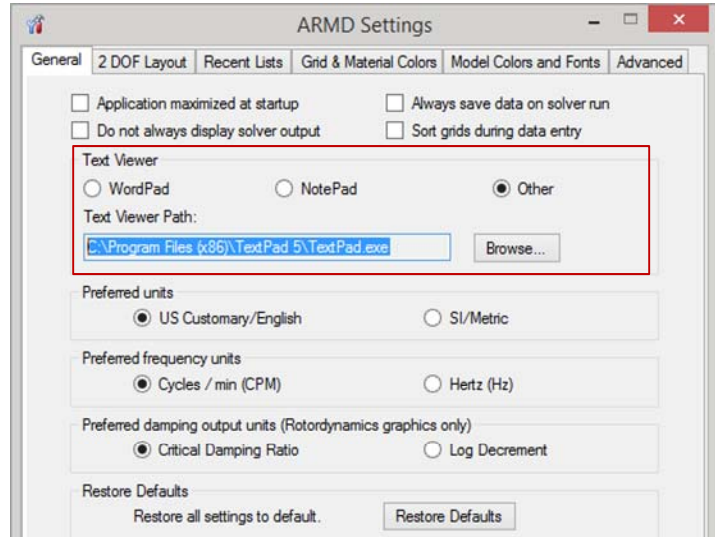 ARMD Settings
General 2 DOF Layout Recent Lists Grid & Material Colors Model Colors and Fonts Advanced
Application maximized at startup Always save data on solver run
Do not always display solver output Sort grids during data entry
Text Viewer
WordPad NotePad Other
Text Viewer Path:
C:\Program Files (x86)\TextPad 5\TextPad.exe Browse...
Preferred units
US Customary/English SI/Metric
Preferred frequency units
Cycles / min (CPM) Hertz (Hz)
Preferred damping output units (Rotordynamics graphics only)
Critical Damping Ratio Log Decrement
Restore Defaults
Restore all settings to default. Restore Defaults